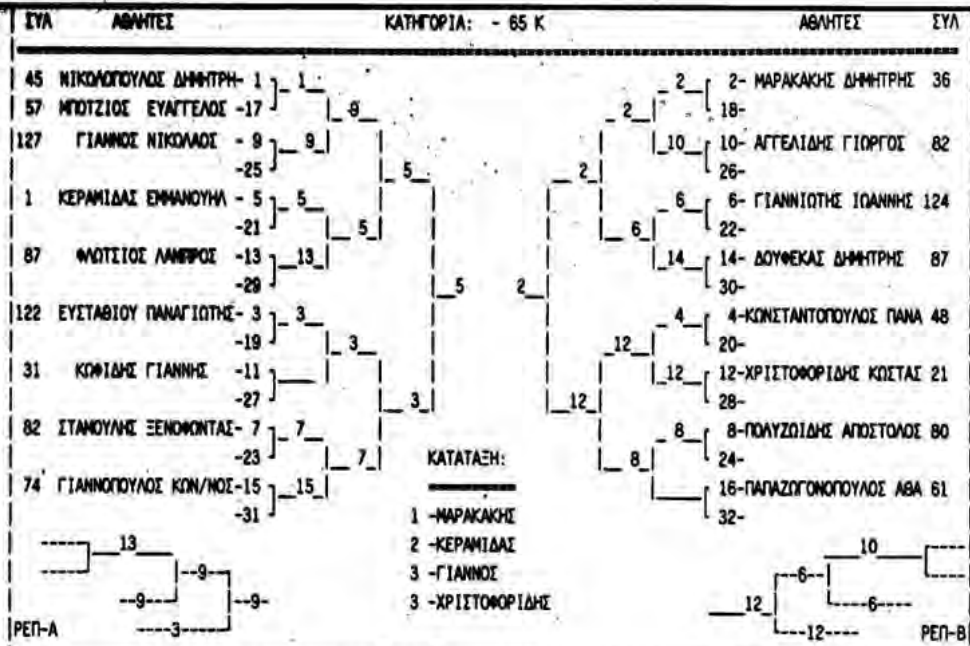 ΣΥΛ ΑΘΛΗΤΕΣ ΚΑΤΗΓΟΡΙΑ: - 65 Κ ΑΘΛΗΤΕΣ ΣΥΛ
45 ΝΙΚΟΛΟΠΟΥΛΟΣ ΔΗΜΗΤΡΗ- 1 1 2 2- ΜΑΡΑΚΑΚΗΣ ΔΗΜΗΤΡΗΣ 36
57 ΜΠΟΤΖΙΟΣ ΕΥΑΓΓΕΛΟΣ -17 9 2 18-
127 ΓΙΑΝΝΟΣ ΝΙΚΟΛΑΟΣ - 9 9 10 10- ΑΓΓΕΛΙΔΗΣ ΓΙΩΡΓΟΣ 82
-25 5 2 26-
1 ΚΕΡΑΜΙΔΑΣ ΕΜΜΑΝΟΥΗΛ - 5 5 6 6- ΓΙΑΝΝΙΩΤΗΣ ΙΩΑΝΝΗΣ 124
-21 5 6 22-
87 ΦΛΩΤΣΙΟΣ ΛΑΜΠΡΟΣ -13 13 14 14- ΔΟΥΦΕΚΑΣ ΔΗΜΗΤΡΗΣ 87
-29 5 2 30-
122 ΕΥΣΤΑΘΙΟΥ ΠΑΝΑΓΙΩΤΗΣ- 3 3 4 4-ΚΩΝΣΤΑΝΤΟΠΟΥΛΟΣ ΠΑΝΑ 48
-19 3 12 20-
31 ΚΩΦΙΔΗΣ ΓΙΑΝΝΗΣ -11 12 12-ΧΡΙΣΤΟΦΟΡΙΔΗΣ ΚΩΣΤΑΣ 21
-27 3 12 28-
82 ΣΤΑΜΟΥΛΗΣ ΞΕΝΟΦΟΝΤΑΣ- 7 7 8 8-ΠΟΛΥΖΩΙΔΗΣ ΑΠΟΣΤΟΛΟΣ 80
-23 7 ΚΑΤΑΤΑΞΗ: 8 24-
74 ΓΙΑΝΝΟΠΟΥΛΟΣ ΚΩΝ/ΝΟΣ-15 15 16-ΠΑΠΑΖΩΓΟΝΟΠΟΥΛΟΣ ΑΘΑ 61
-31 32-
1 -ΜΑΡΑΚΑΚΗΣ
13 2 -ΚΕΡΑΜΙΔΑΣ 10
--9-- 3 -ΓΙΑΝΝΟΣ --6--
--9-- --9- 3 -ΧΡΙΣΤΟΦΟΡΙΔΗΣ 12 ---6---
ΡΕΠ-Α ----3---- ---12---- ΡΕΠ-Β